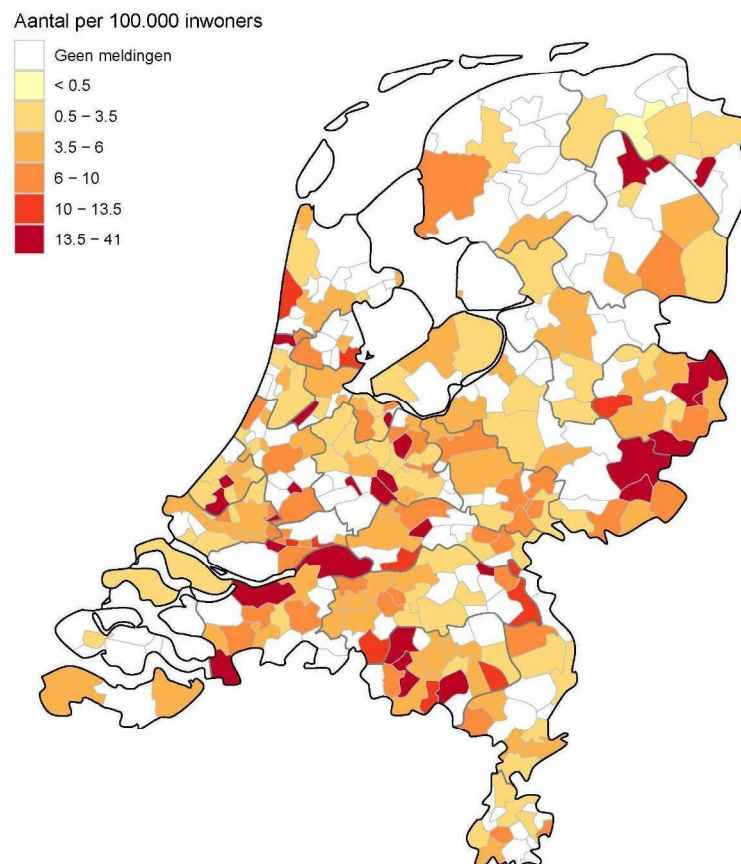 Aantal per 100.000 inwoners
Geen meldingen
< 0.5
0.5 – 3.5
3.5 – 6
6 – 10
10 – 13.5
13.5 – 41